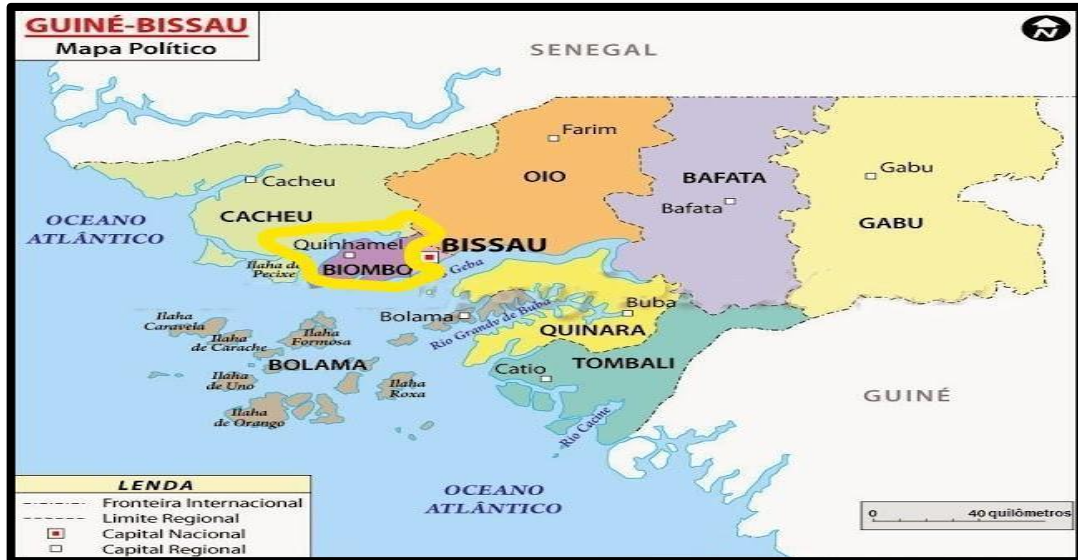 GUINÉ-BISSAU
Mapa Político
N
SENEGAL
Farim
Cacheu
OIO
BAFATA
Gabu
Bafata
CACHEU
GABU
OCEANO
ATLÂNTICO
Quinhamel
BISSAU
BIOMBO
Geba
Ilaha de
Pecixe
Bolama
Rio Grande de Buba
Buba
QUINARA
Ilaha
Caravela
Ilaha
de Carache
Ilaha
Formosa
BOLAMA
TOMBALI
Catio
Ilaha
de Uno
Ilaha
Roxa
GUINÉ
Ilaha
de Orango
Rio Cacine
OCEANO
ATLÂNTICO
LENDA
Fronteira Internacional
Limite Regional
Capital Nacional
Capital Regional
0 40 quilômetros